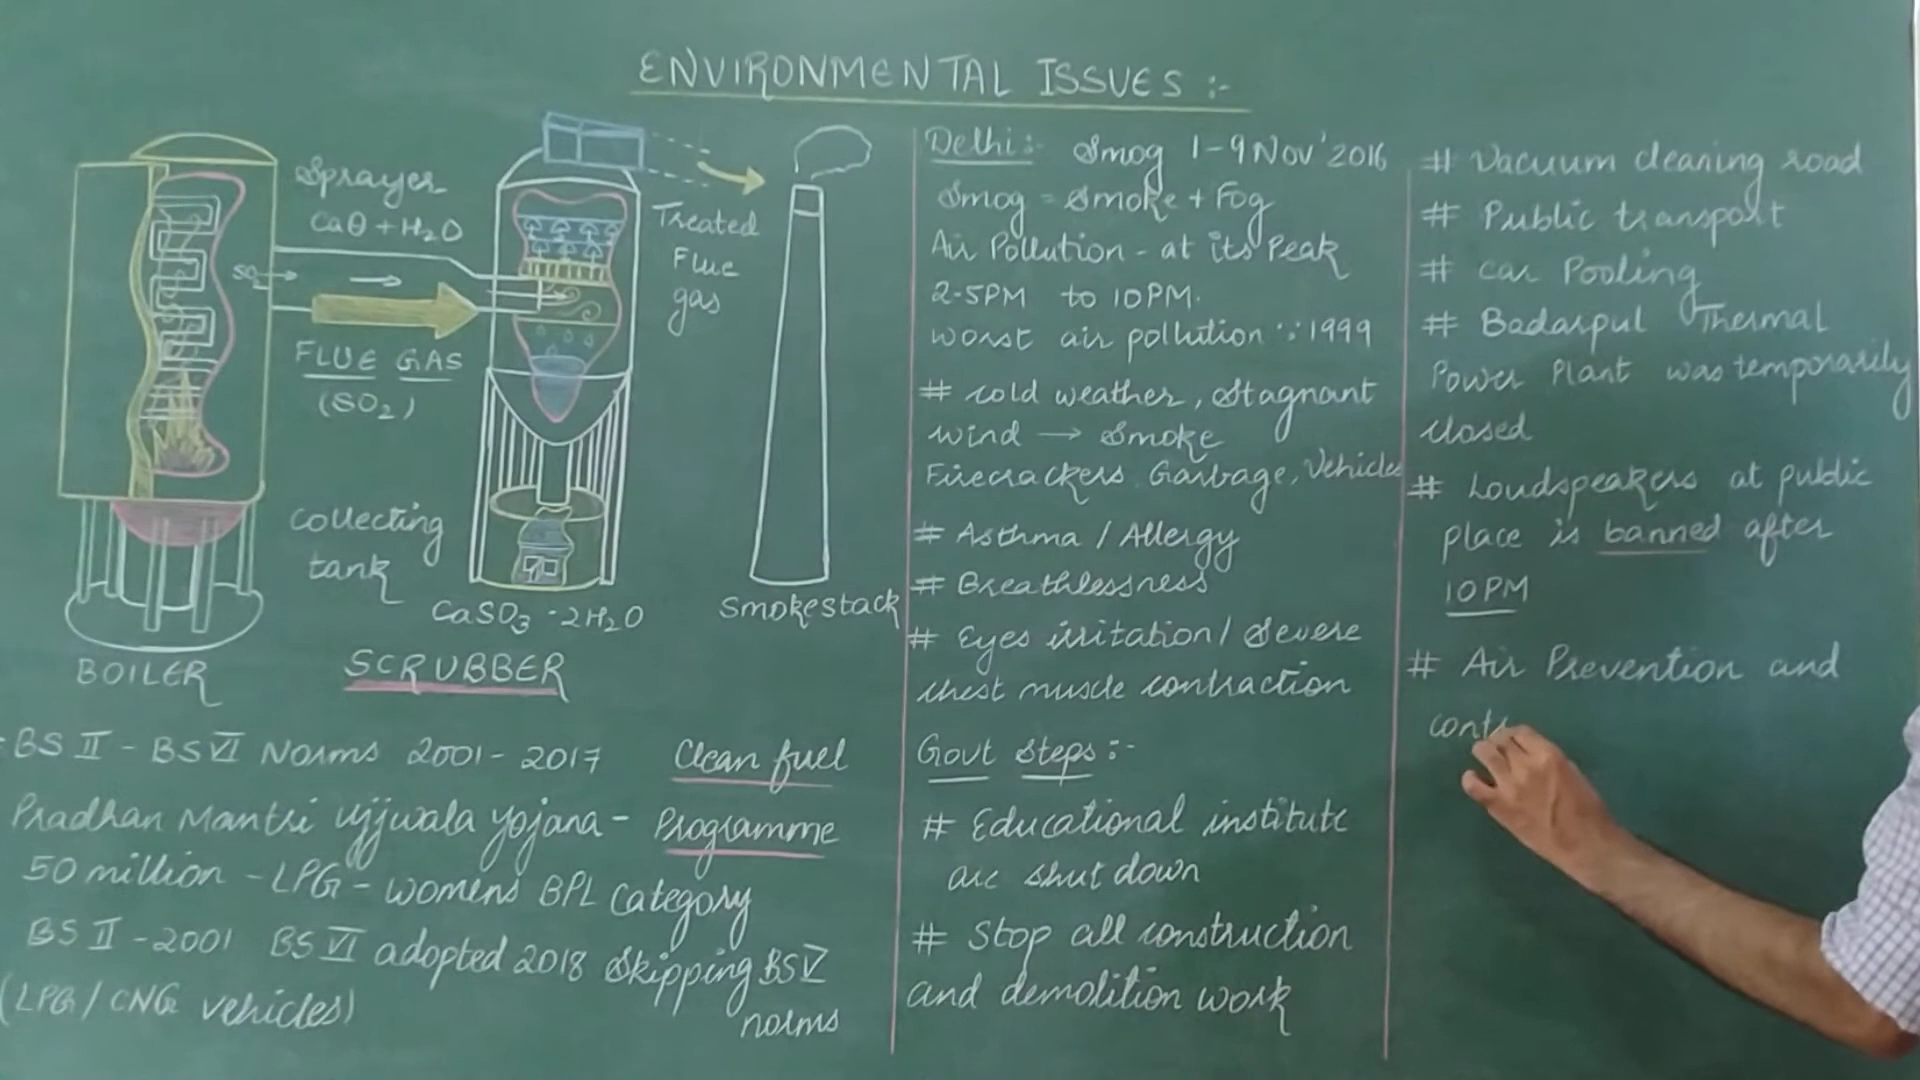 ENVIRONMENTAL ISSUES :-
Sprayer
CaO + H2O
SO2
FLUE GAS
(SO2)
Collecting
tank
CaSO3 · 2H2O
BOILER
SCRUBBER
Treated
Flue
gas
Smokestack
BS II - BS VI Norms 2001 - 2017 Clean fuel
Pradhan Mantri Ujjwala Yojana - Programme
50 million - LPG - womens BPL Category
BS II - 2001 BS VI adopted 2018 Skipping BS V
norms
(LPG / CNG vehicles)
Delhi :- Smog 1-9 Nov' 2016
Smog = Smoke + Fog
Air Pollution - at its Peak
2-5PM to 10PM.
worst air pollution ∵ 1999
# cold weather, Stagnant
wind → Smoke
Firecrackers, Garbage, Vehicles
# Asthma / Allergy
# Breathlessness
# Eyes irritation / Severe
chest muscle contraction
Govt Steps :-
# Educational institute
are shut down
# Stop all construction
and demolition work
# Vacuum cleaning road
# Public transport
# Car Pooling
# Badarpul Thermal
Power Plant was temporarily
closed
# Loudspeakers at public
place is banned after
10PM
# Air Prevention and
cont